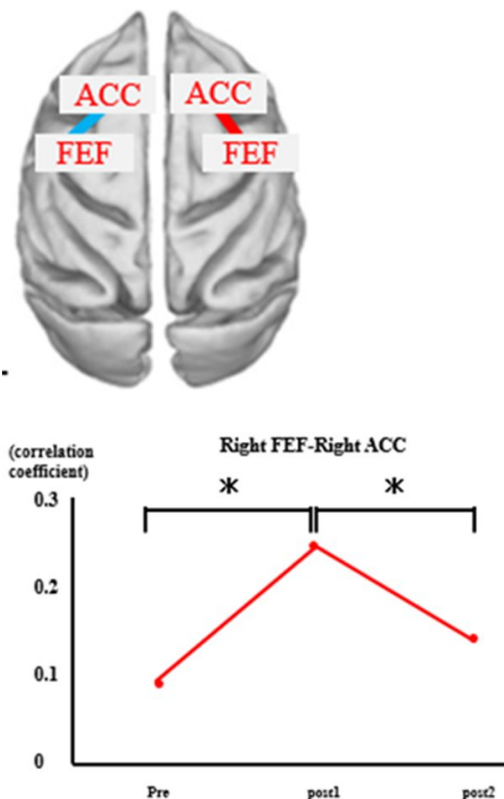 ACC ACC
FEF FEF
(correlation
coefficient)
Right FEF-Right ACC
* *
0.3
0.2
0.1
0
Pre post1 post2